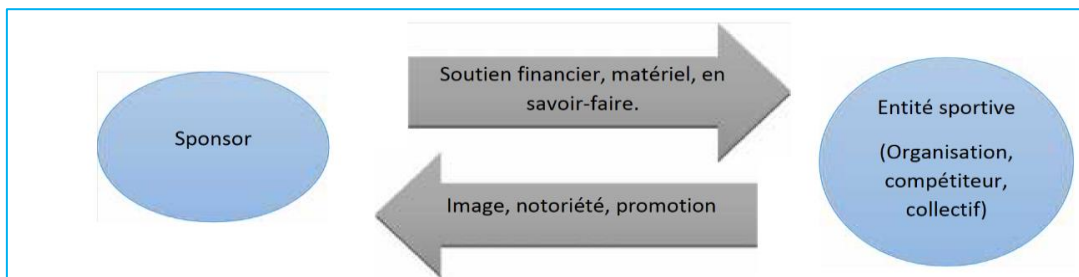 Soutien financier, matériel, en
savoir-faire.
Sponsor
Entité sportive
(Organisation,
compétiteur,
collectif)
Image, notoriété, promotion